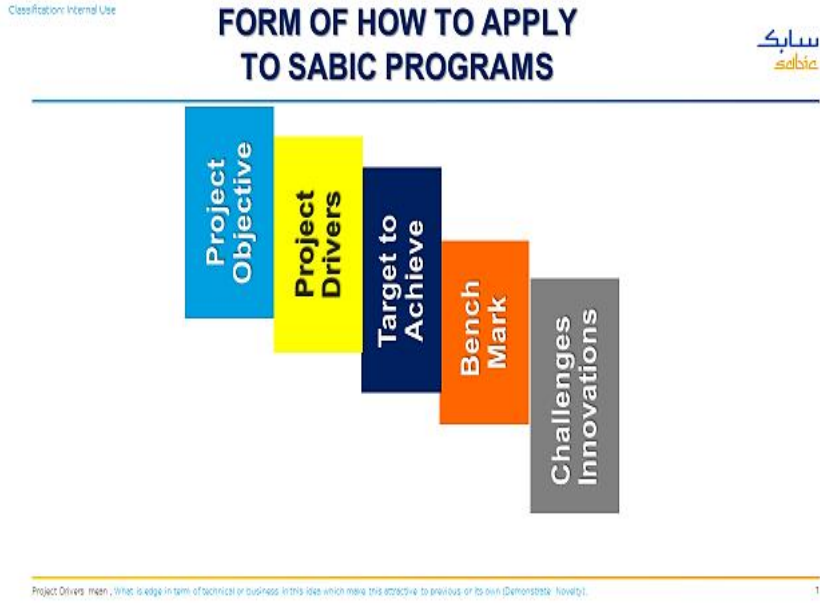 Classification: Internal Use
FORM OF HOW TO APPLY
TO SABIC PROGRAMS
سابك
sabic
Project
Objective
Project
Drivers
Target to
Achieve
Bench
Mark
Challenges
Innovations
Project Drivers mean , What is edge in term of technical or business in this idea which make this attractive to previous or its own (Demonstrate Novelty).
1